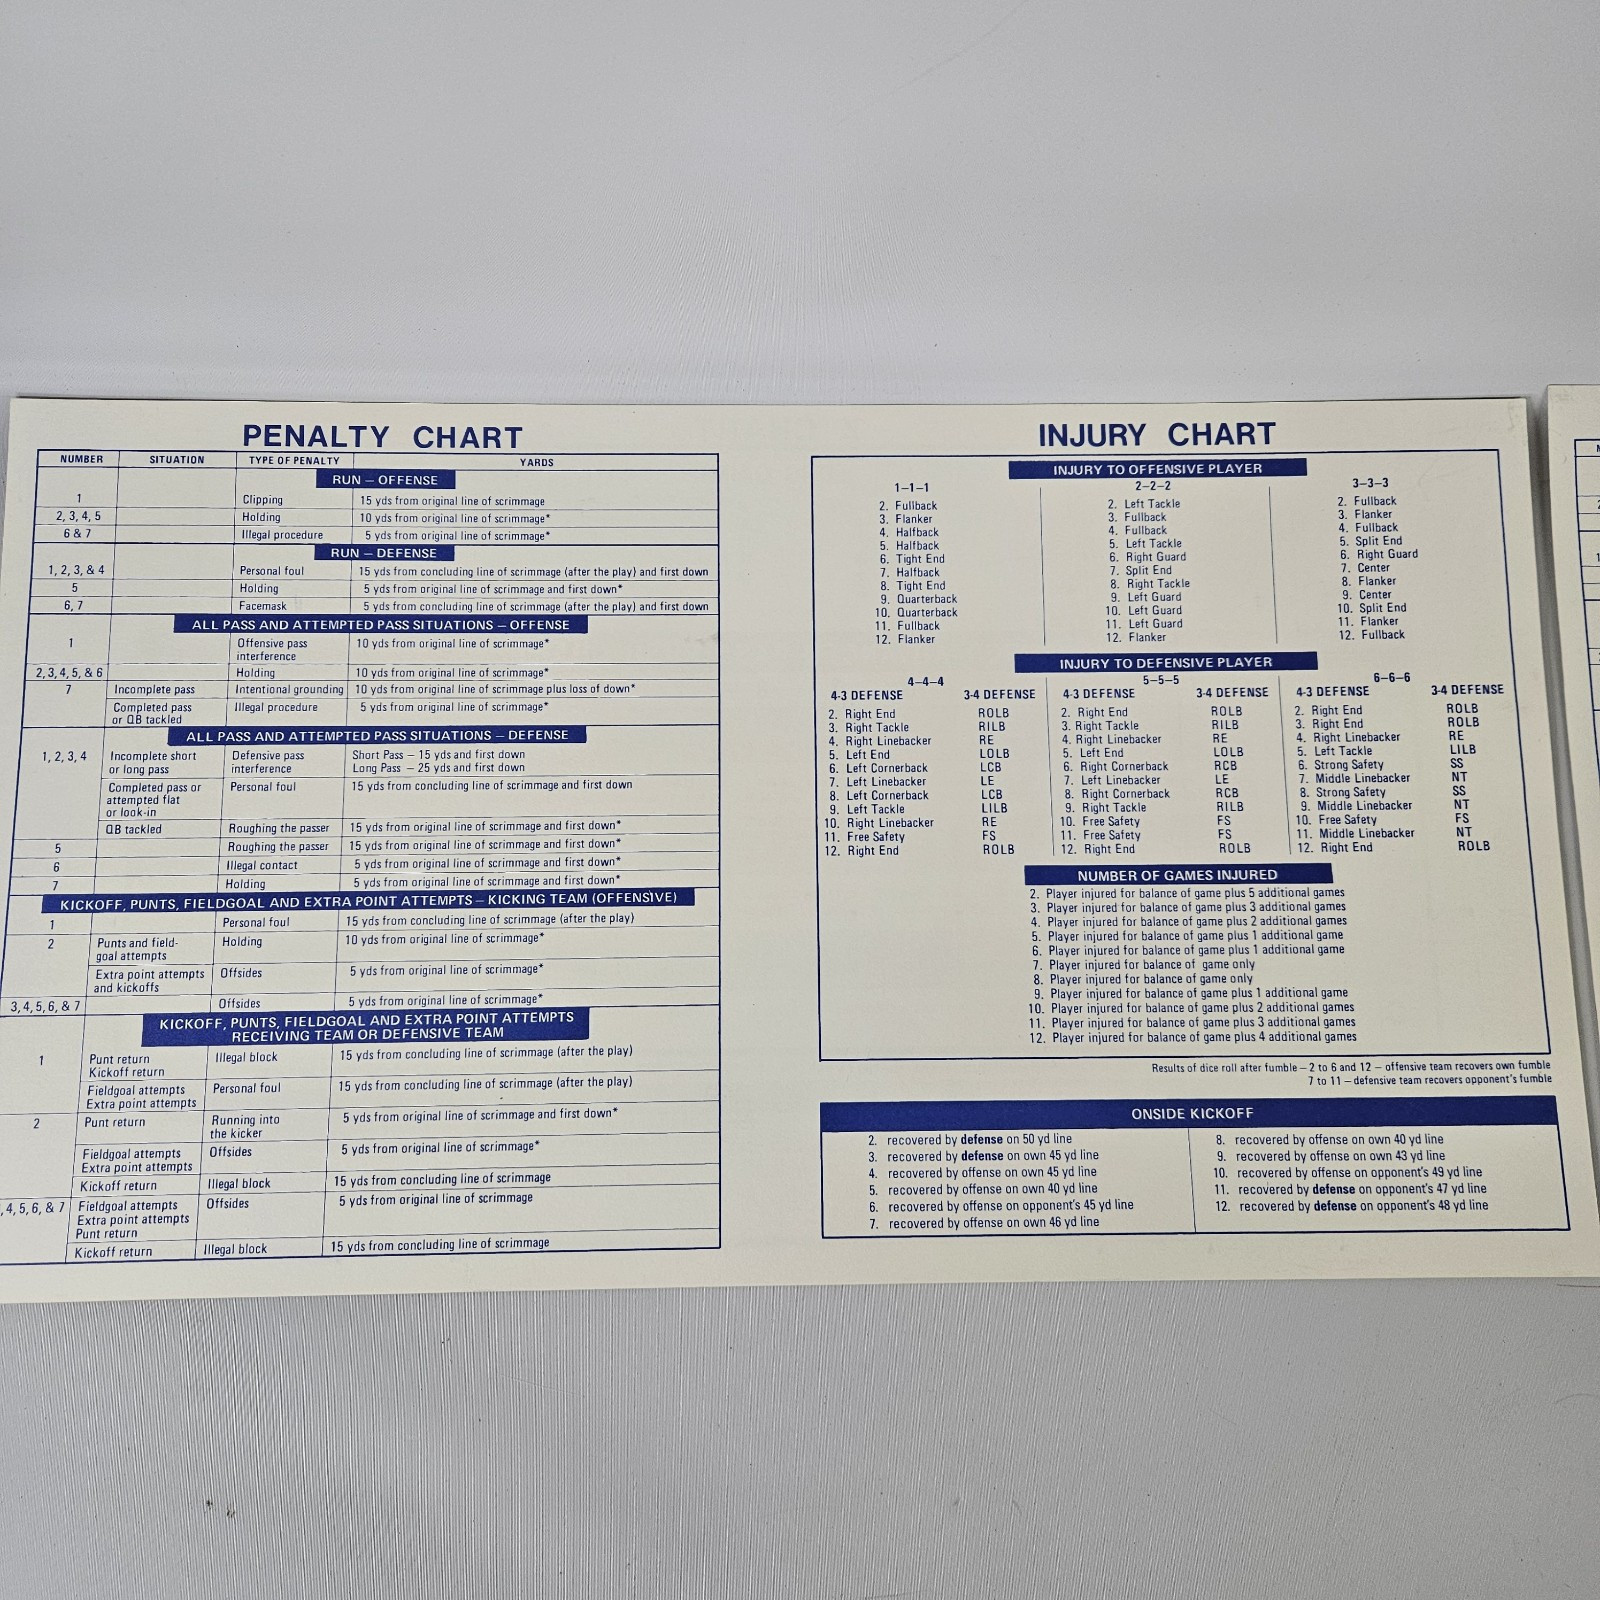 PENALTY CHART
NUMBER SITUATION TYPE OF PENALTY YARDS
RUN – OFFENSE
1 Clipping 15 yds from original line of scrimmage
2, 3, 4, 5 Holding 10 yds from original line of scrimmage*
6 & 7 Illegal procedure 5 yds from original line of scrimmage*
RUN – DEFENSE
1, 2, 3, & 4 Personal foul 15 yds from concluding line of scrimmage (after the play) and first down
5 Holding 5 yds from original line of scrimmage and first down*
6, 7 Facemask 5 yds from concluding line of scrimmage (after the play) and first down
ALL PASS AND ATTEMPTED PASS SITUATIONS – OFFENSE
1 Offensive pass 10 yds from original line of scrimmage*
interference
2, 3, 4, 5, & 6 Holding 10 yds from original line of scrimmage*
7 Incomplete pass Intentional grounding 10 yds from original line of scrimmage plus loss of down*
Completed pass Illegal procedure 5 yds from original line of scrimmage*
or QB tackled
ALL PASS AND ATTEMPTED PASS SITUATIONS – DEFENSE
1, 2, 3, 4 Incomplete short Defensive pass Short Pass – 15 yds and first down
or long pass interference Long Pass – 25 yds and first down
Completed pass or Personal foul 15 yds from concluding line of scrimmage and first down
attempted flat
or look-in
QB tackled Roughing the passer 15 yds from original line of scrimmage and first down*
5 Roughing the passer 15 yds from original line of scrimmage and first down*
6 Illegal contact 5 yds from original line of scrimmage and first down*
7 Holding 5 yds from original line of scrimmage and first down*
KICKOFF, PUNTS, FIELDGOAL AND EXTRA POINT ATTEMPTS – KICKING TEAM (OFFENSIVE)
1 Personal foul 15 yds from concluding line of scrimmage (after the play)
2 Punts and field- Holding 10 yds from original line of scrimmage*
goal attempts
Extra point attempts Offsides 5 yds from original line of scrimmage*
and kickoffs
3, 4, 5, 6, & 7 Offsides 5 yds from original line of scrimmage*
KICKOFF, PUNTS, FIELDGOAL AND EXTRA POINT ATTEMPTS
RECEIVING TEAM OR DEFENSIVE TEAM
1 Punt return Illegal block 15 yds from concluding line of scrimmage (after the play)
Kickoff return
Fieldgoal attempts Personal foul 15 yds from concluding line of scrimmage (after the play)
Extra point attempts
2 Punt return Running into 5 yds from original line of scrimmage and first down*
the kicker
Fieldgoal attempts Offsides 5 yds from original line of scrimmage*
Extra point attempts
Kickoff return Illegal block 15 yds from concluding line of scrimmage
, 4, 5, 6, & 7 Fieldgoal attempts Offsides 5 yds from original line of scrimmage
Extra point attempts
Punt return
Kickoff return Illegal block 15 yds from concluding line of scrimmage
INJURY CHART
INJURY TO OFFENSIVE PLAYER
1–1–1
2. Fullback
3. Flanker
4. Halfback
5. Halfback
6. Tight End
7. Halfback
8. Tight End
9. Quarterback
10. Quarterback
11. Fullback
12. Flanker
2–2–2
2. Left Tackle
3. Fullback
4. Fullback
5. Left Tackle
6. Right Guard
7. Split End
8. Right Tackle
9. Left Guard
10. Left Guard
11. Left Guard
12. Flanker
3–3–3
2. Fullback
3. Flanker
4. Fullback
5. Split End
6. Right Guard
7. Center
8. Flanker
9. Center
10. Split End
11. Flanker
12. Fullback
INJURY TO DEFENSIVE PLAYER
4–4–4
4-3 DEFENSE 3-4 DEFENSE
2. Right End ROLB
3. Right Tackle RILB
4. Right Linebacker RE
5. Left End LOLB
6. Left Cornerback LCB
7. Left Linebacker LE
8. Left Cornerback LCB
9. Left Tackle LILB
10. Right Linebacker RE
11. Free Safety FS
12. Right End ROLB
5–5–5
4-3 DEFENSE 3-4 DEFENSE
2. Right End ROLB
3. Right Tackle RILB
4. Right Linebacker RE
5. Left End LOLB
6. Right Cornerback RCB
7. Left Linebacker LE
8. Right Cornerback RCB
9. Right Tackle RILB
10. Free Safety FS
11. Free Safety FS
12. Right End ROLB
6–6–6
4-3 DEFENSE 3-4 DEFENSE
2. Right End ROLB
3. Right End ROLB
4. Right Linebacker RE
5. Left Tackle LILB
6. Strong Safety SS
7. Middle Linebacker NT
8. Strong Safety SS
9. Middle Linebacker NT
10. Free Safety FS
11. Middle Linebacker NT
12. Right End ROLB
NUMBER OF GAMES INJURED
2. Player injured for balance of game plus 5 additional games
3. Player injured for balance of game plus 3 additional games
4. Player injured for balance of game plus 2 additional games
5. Player injured for balance of game plus 1 additional game
6. Player injured for balance of game plus 1 additional game
7. Player injured for balance of game only
8. Player injured for balance of game only
9. Player injured for balance of game plus 1 additional game
10. Player injured for balance of game plus 2 additional games
11. Player injured for balance of game plus 3 additional games
12. Player injured for balance of game plus 4 additional games
Results of dice roll after fumble – 2 to 6 and 12 – offensive team recovers own fumble
7 to 11 – defensive team recovers opponent's fumble
ONSIDE KICKOFF
2. recovered by defense on 50 yd line
3. recovered by defense on own 45 yd line
4. recovered by offense on own 45 yd line
5. recovered by offense on own 40 yd line
6. recovered by offense on opponent's 45 yd line
7. recovered by offense on own 46 yd line
8. recovered by offense on own 40 yd line
9. recovered by offense on own 43 yd line
10. recovered by offense on opponent's 49 yd line
11. recovered by defense on opponent's 47 yd line
12. recovered by defense on opponent's 48 yd line